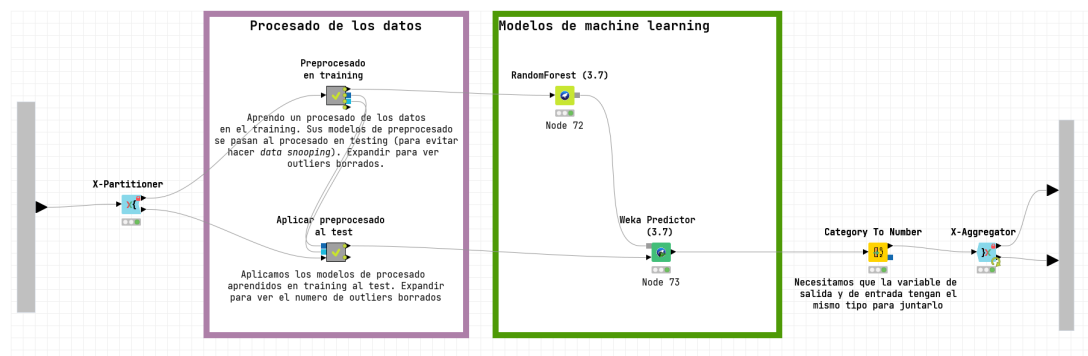 Procesado de los datos
Modelos de machine learning
Preprocesado
en training
RandomForest (3.7)
Node 72
Aprendo un procesado de los datos
en el training. Sus modelos de preprocesado
se pasan al procesado en testing (para evitar
hacer data snooping). Expandir para ver
outliers borrados.
X-Partitioner
Aplicar preprocesado
al test
Weka Predictor
(3.7)
Node 73
Category To Number
X-Aggregator
Aplicamos los modelos de procesado
aprendidos en training al test. Expandir
para ver el numero de outliers borrados
Necesitamos que la variable de
salida y de entrada tengan el
mismo tipo para juntarlo